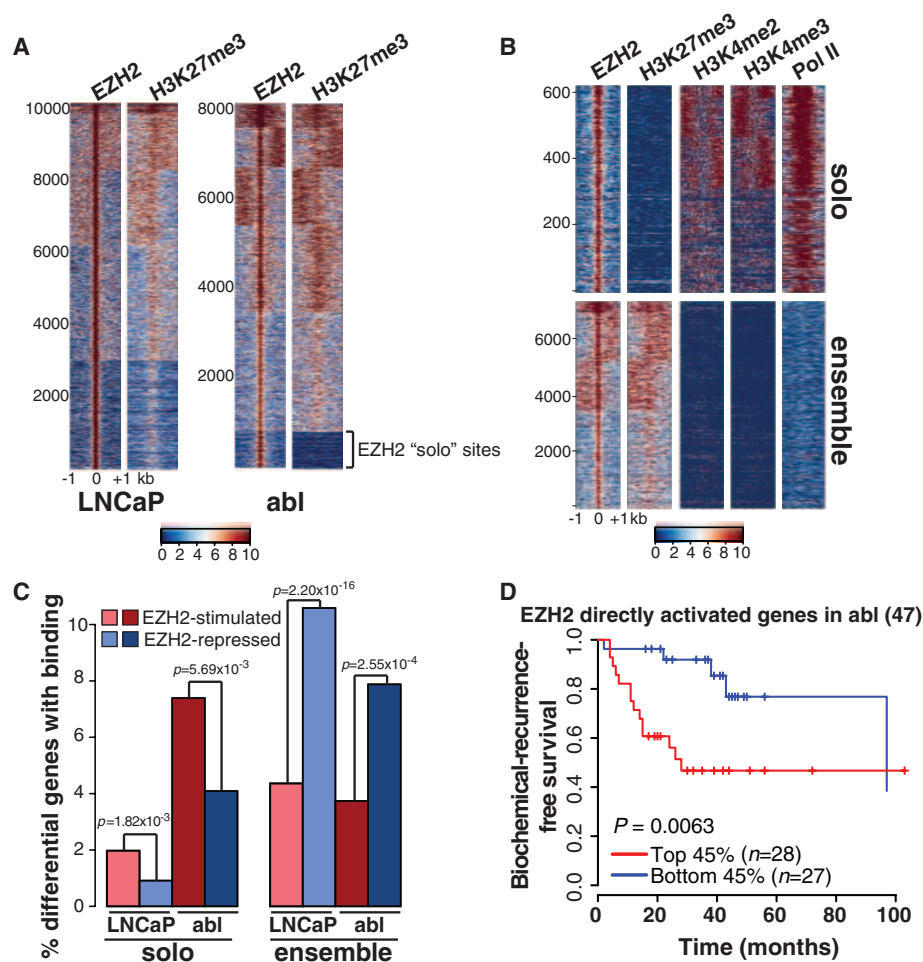 A
EZH2
H3K27me3
EZH2
H3K27me3
10000
8000
6000
4000
2000
8000
6000
4000
2000
EZH2 "solo" sites
-1 0 +1 kb
LNCaP
abl
0 2 4 6 8 10
B
EZH2
H3K27me3
H3K4me2
H3K4me3
Pol II
600
400
200
solo
6000
4000
2000
ensemble
-1 0 +1 kb
0 2 4 6 8 10
C
% differential genes with binding
EZH2-stimulated
EZH2-repressed
10
8
6
4
2
0
p=1.82x10-3
p=5.69x10-3
p=2.20x10-16
p=2.55x10-4
LNCaP abl
solo
LNCaP abl
ensemble
D
EZH2 directly activated genes in abl (47)
Biochemical-recurrence-
free survival
1.0
0.8
0.6
0.4
0.2
0.0
P = 0.0063
Top 45% (n=28)
Bottom 45% (n=27)
0 20 40 60 80 100
Time (months)